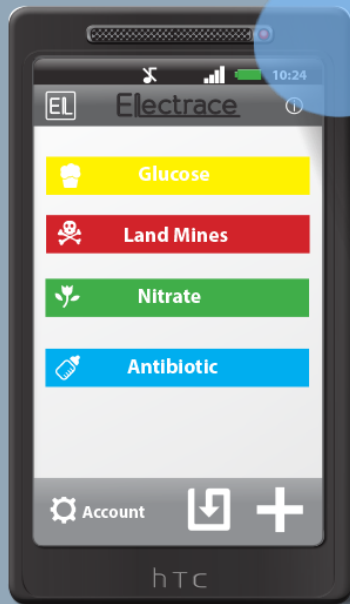 10:24
EL Electrace
Glucose
Land Mines
Nitrate
Antibiotic
Account
hTC